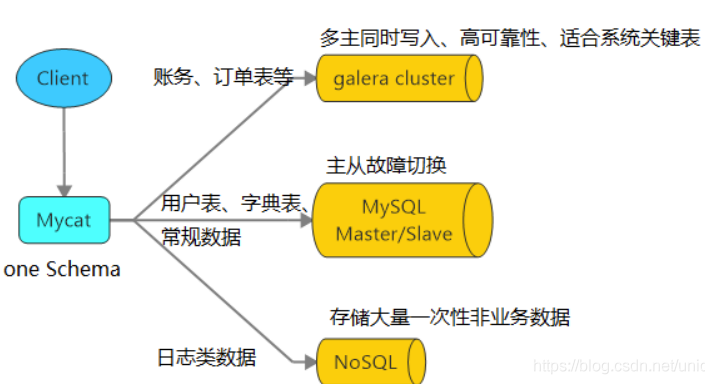 多主同时写入、高可靠性、适合系统关键表
Client
账务、订单表等
galera cluster
主从故障切换
Mycat
用户表、字典表、
常规数据
MySQL
Master/Slave
one Schema
存储大量一次性非业务数据
日志类数据
NoSQL
https://blog.csdn.net/unic